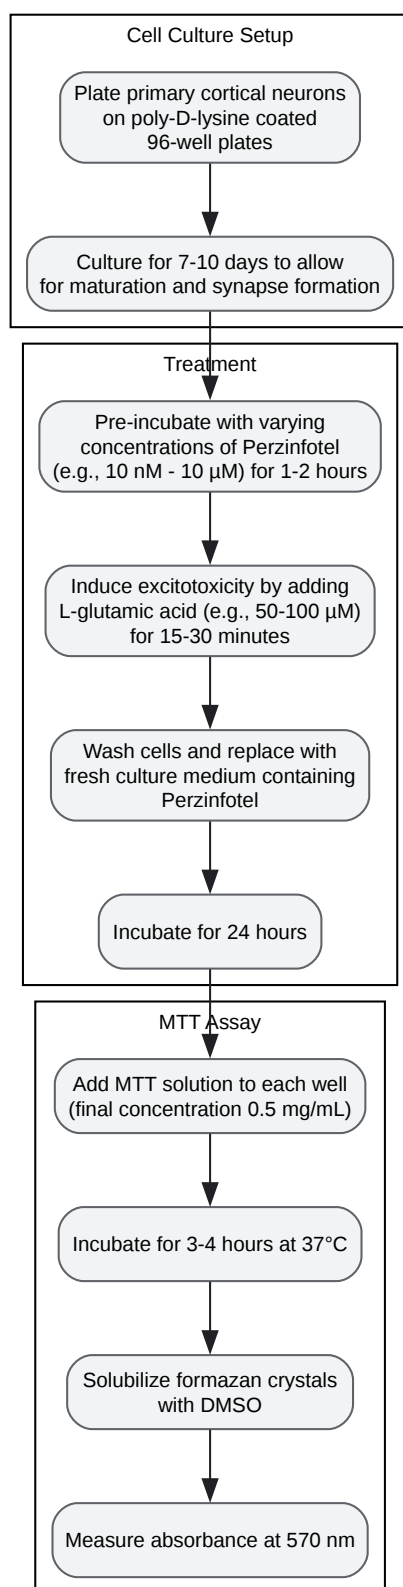 Cell Culture Setup
Plate primary cortical neurons
on poly-D-lysine coated
96-well plates
Culture for 7-10 days to allow
for maturation and synapse formation
Treatment
Pre-incubate with varying
concentrations of Perzinfotel
(e.g., 10 nM - 10 µM) for 1-2 hours
Induce excitotoxicity by adding
L-glutamic acid (e.g., 50-100 µM)
for 15-30 minutes
Wash cells and replace with
fresh culture medium containing
Perzinfotel
Incubate for 24 hours
MTT Assay
Add MTT solution to each well
(final concentration 0.5 mg/mL)
Incubate for 3-4 hours at 37°C
Solubilize formazan crystals
with DMSO
Measure absorbance at 570 nm